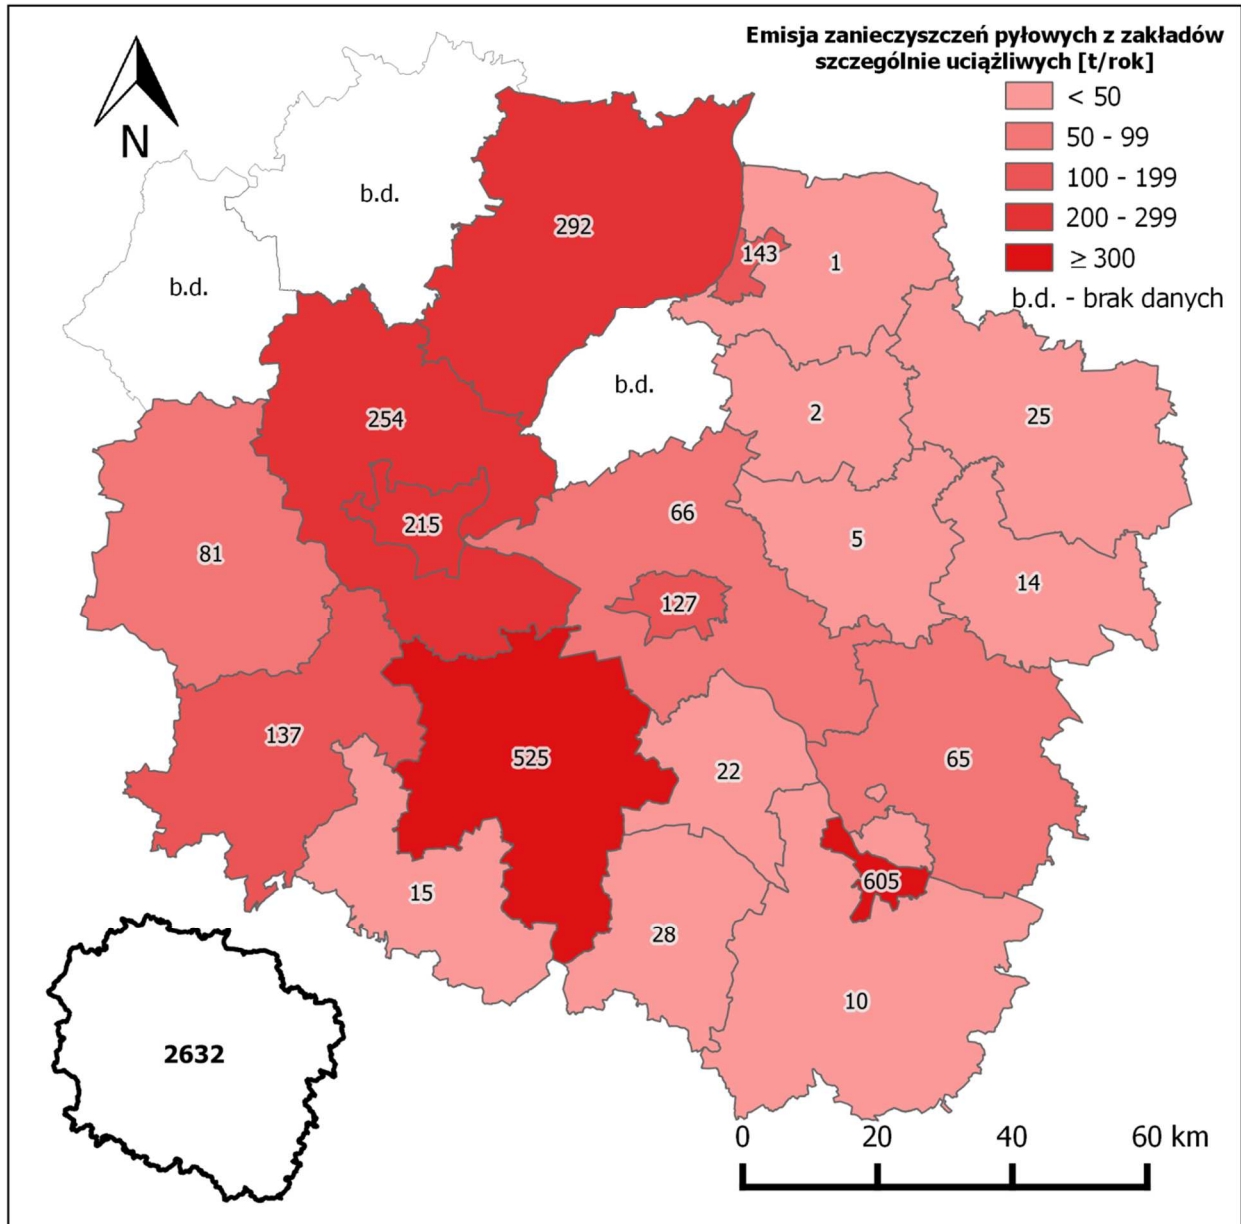 Emisja zanieczyszczeń pyłowych z zakładów
szczególnie uciążliwych [t/rok]
< 50
50 - 99
100 - 199
200 - 299
≥ 300
b.d. - brak danych
N
b.d.
292
143
1
b.d.
b.d.
254
2
25
66
215
5
81
14
127
137
525
22
65
605
15
28
10
2632
0 20 40 60 km